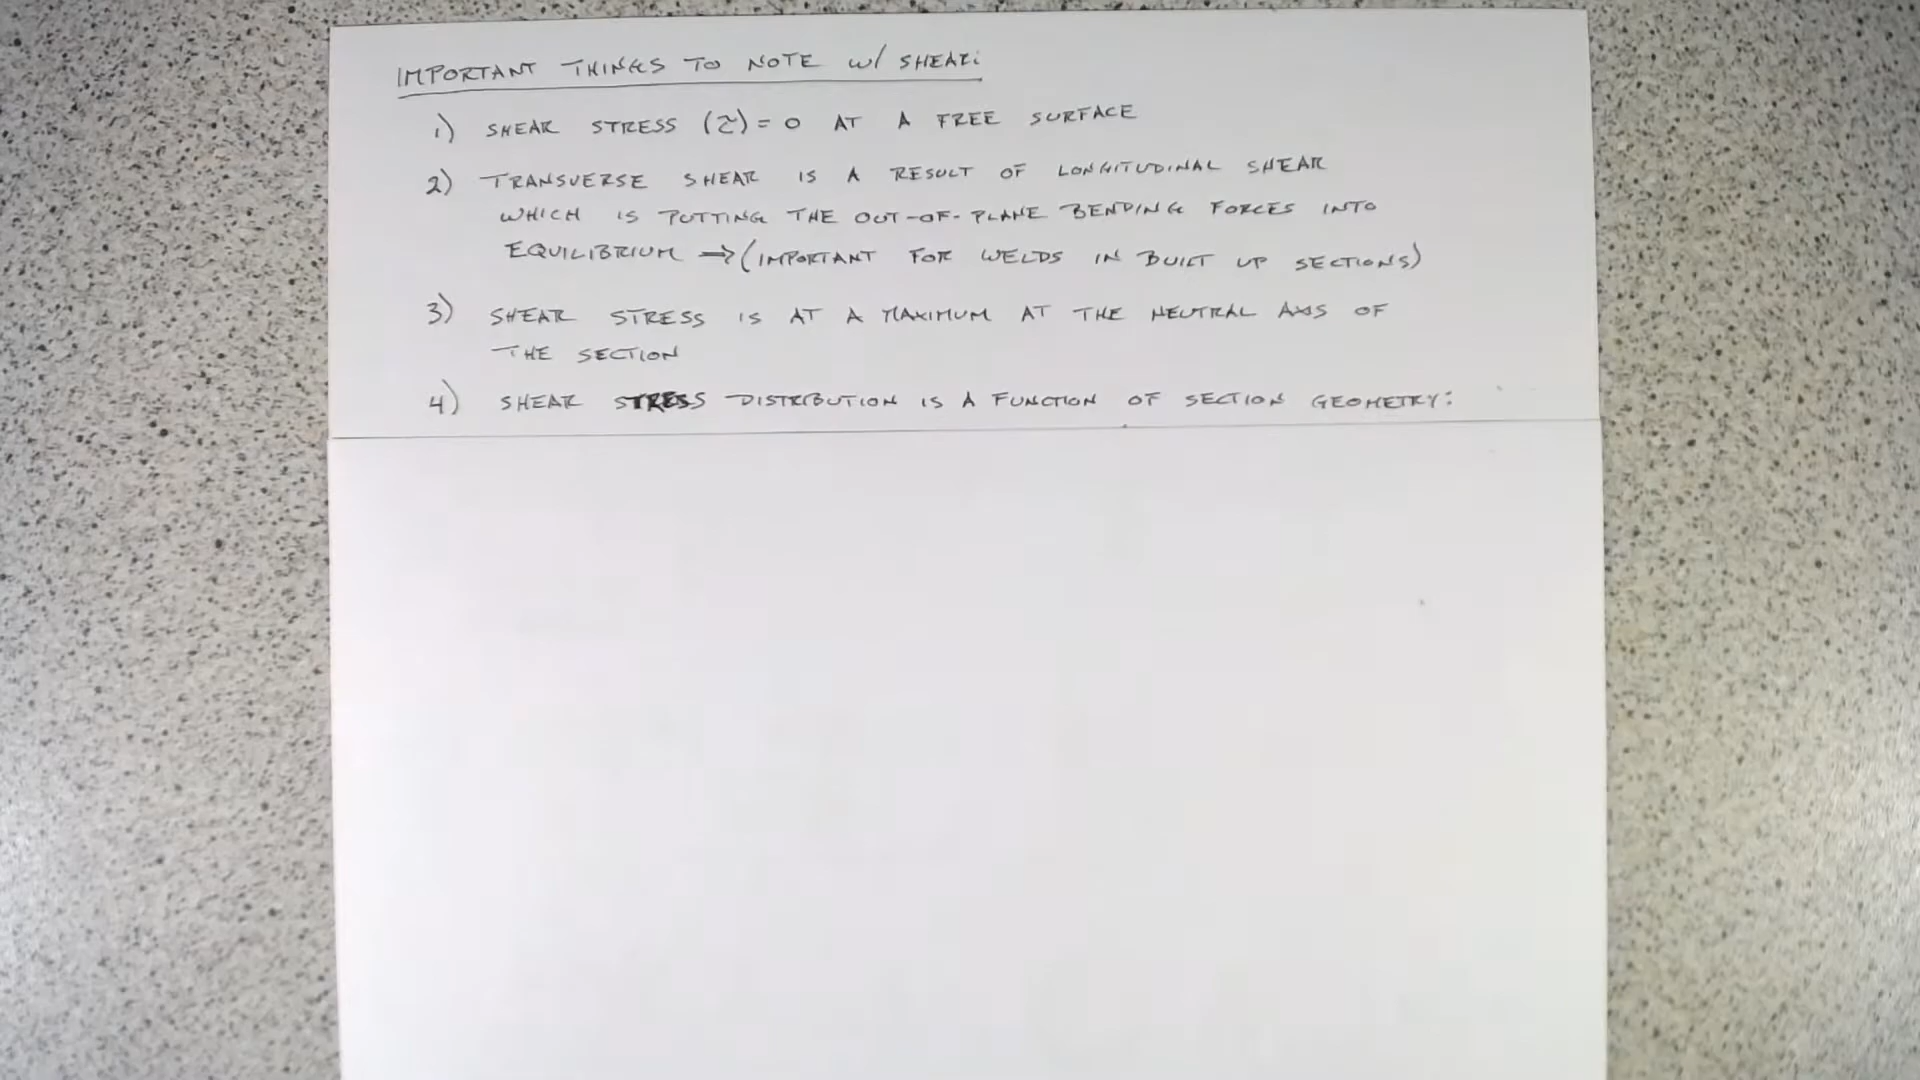 IMPORTANT THINGS TO NOTE W/ SHEAR:
1) SHEAR STRESS (τ) = 0 AT A FREE SURFACE
2) TRANSVERSE SHEAR IS A RESULT OF LONGITUDINAL SHEAR
WHICH IS PUTTING THE OUT-OF-PLANE BENDING FORCES INTO
EQUILIBRIUM → (IMPORTANT FOR WELDS IN BUILT UP SECTIONS)
3) SHEAR STRESS IS AT A MAXIMUM AT THE NEUTRAL AXIS OF
THE SECTION
4) SHEAR STRESS DISTRIBUTION IS A FUNCTION OF SECTION GEOMETRY: